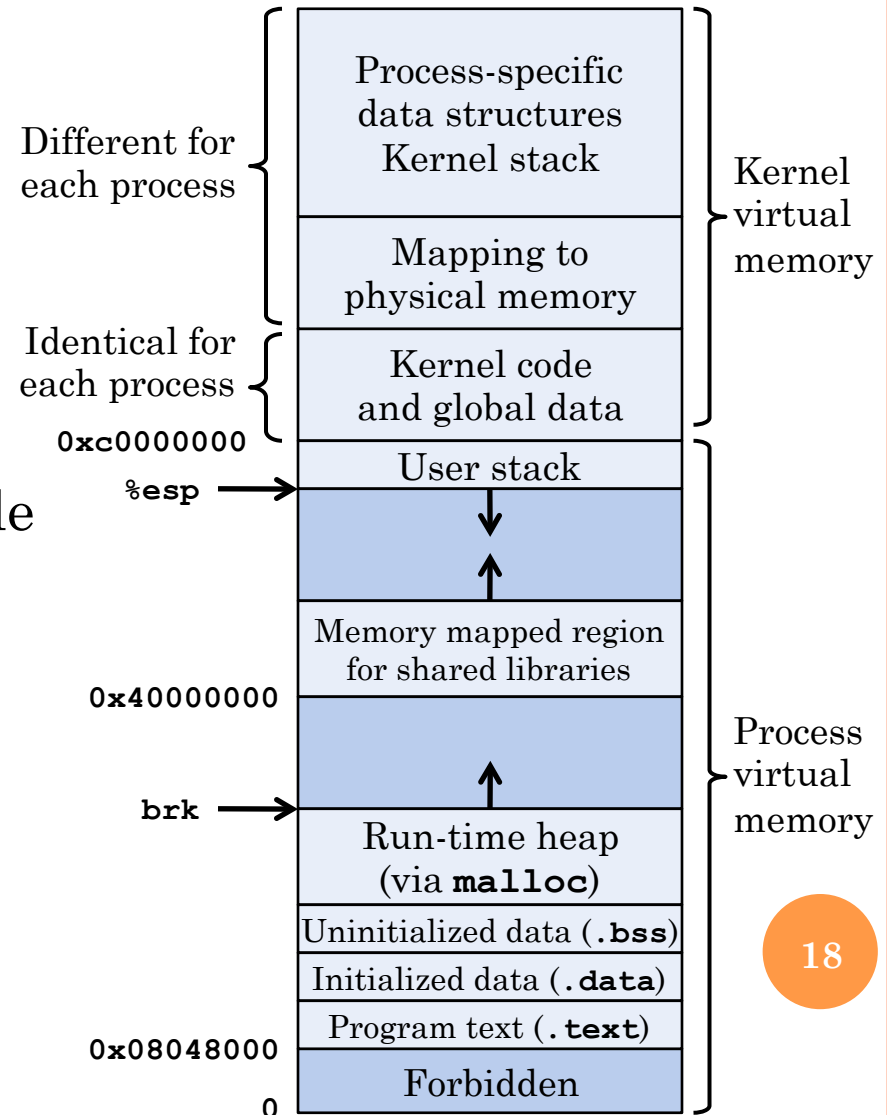 Process-specific
data structures
Kernel stack
Different for
each process
Kernel
virtual
memory
Mapping to
physical memory
Identical for
each process
Kernel code
and global data
0xc0000000
User stack
%esp
le
Memory mapped region
for shared libraries
0x40000000
Process
virtual
memory
brk
Run-time heap
(via malloc)
Uninitialized data (.bss)
18
Initialized data (.data)
Program text (.text)
0x08048000
Forbidden
0